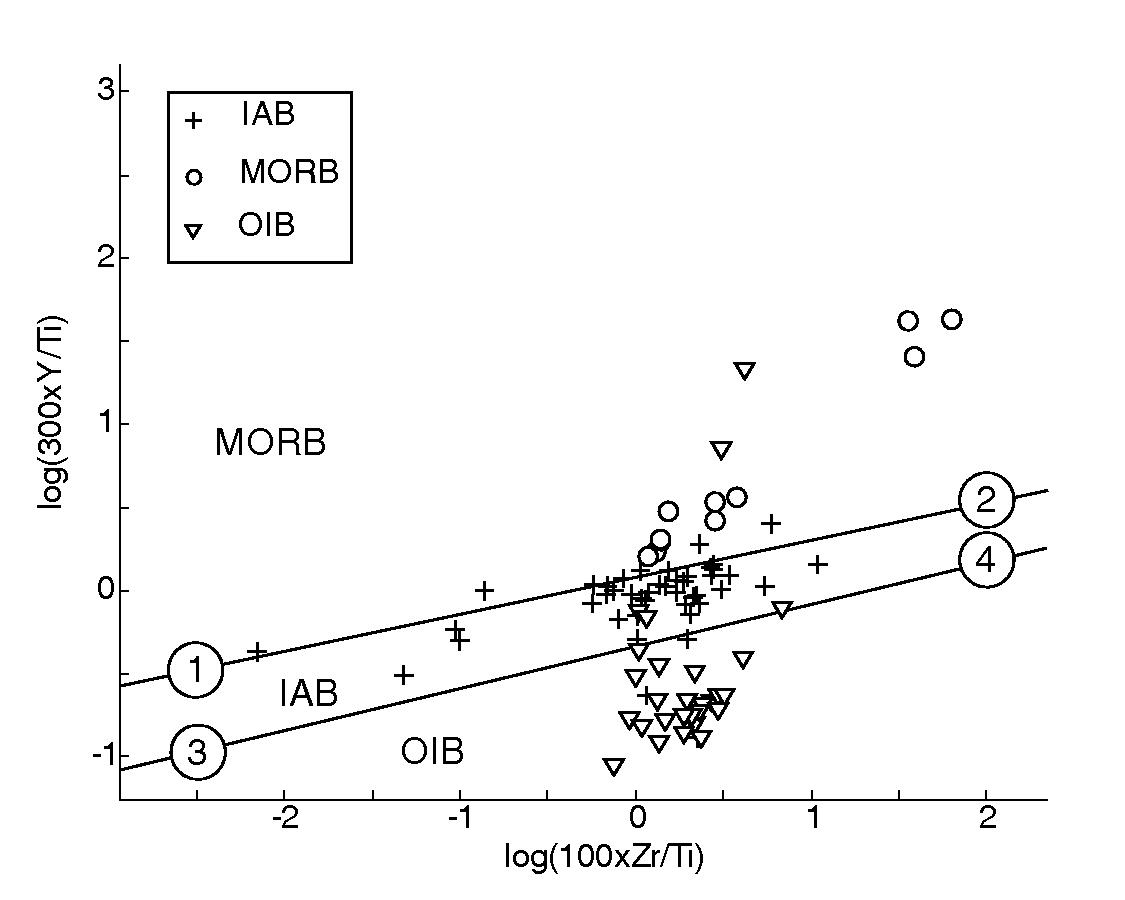 3
IAB
MORB
OIB
2
log(300xY/Ti)
1
MORB
2
4
0
1
IAB
3
OIB
-1
-2
-1
0
1
2
log(100xZr/Ti)